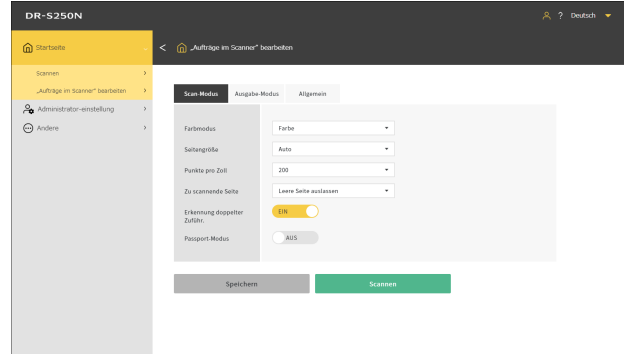 DR-S250N
? Deutsch
Startseite
< „Aufträge im Scanner" bearbeiten
Scannen
„Aufträge im Scanner" bearbeiten
Administrator-einstellung
Andere
Scan-Modus Ausgabe-Modus Allgemein
Farbmodus Farbe
Seitengröße Auto
Punkte pro Zoll 200
Zu scannende Seite Leere Seite auslassen
Erkennung doppelter
Zuführ.
EIN
Passport-Modus AUS
Speichern Scannen